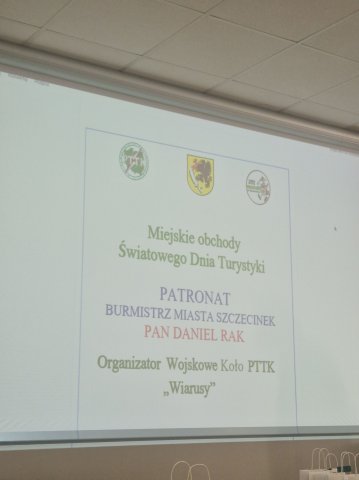 Miejskie obchody
Światowego Dnia Turystyki
PATRONAT
BURMISTRZ MIASTA SZCZECINEK
PAN DANIEL RAK
Organizator Wojskowe Koło PTTK
„Wiarusy”